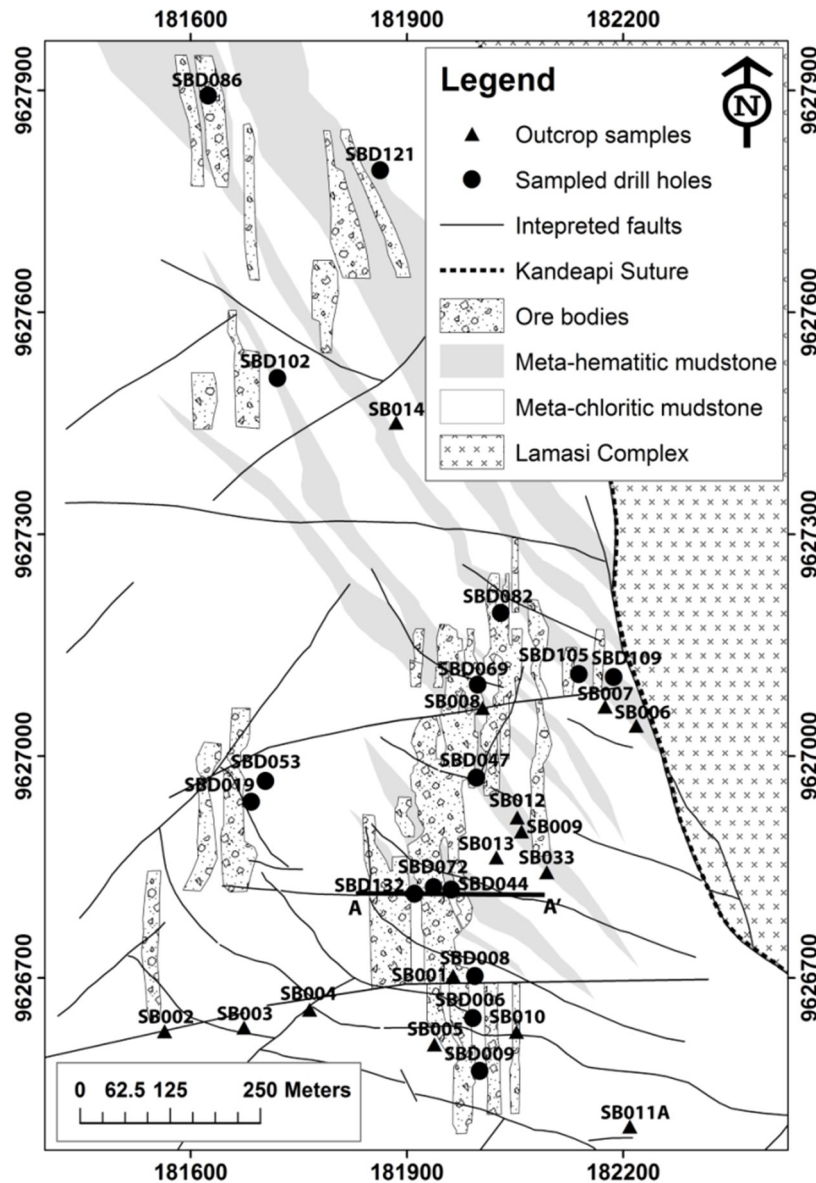 181600 181900 182200
9627900
9627900
SBD086
SBD121
Legend
N
Outcrop samples
Sampled drill holes
Intepreted faults
Kandeapi Suture
Ore bodies
Meta-hematitic mudstone
Meta-chloritic mudstone
Lamasi Complex
9627600
9627600
SBD102
SB014
9627300
9627300
SBD082
SBD069
SBD105 SBD109
SB008
SB007
SB006
9627000
9627000
SBD053
SBD047
SBD019
SB012
SB009
SB013
SB033
SBD072
SBD132
SBD044
A A'
9626700
9626700
SBD008
SB001
SB004
SBD006
SB002
SB003
SB005
SB010
SBD009
0 62.5 125 250 Meters
SB011A
181600 181900 182200